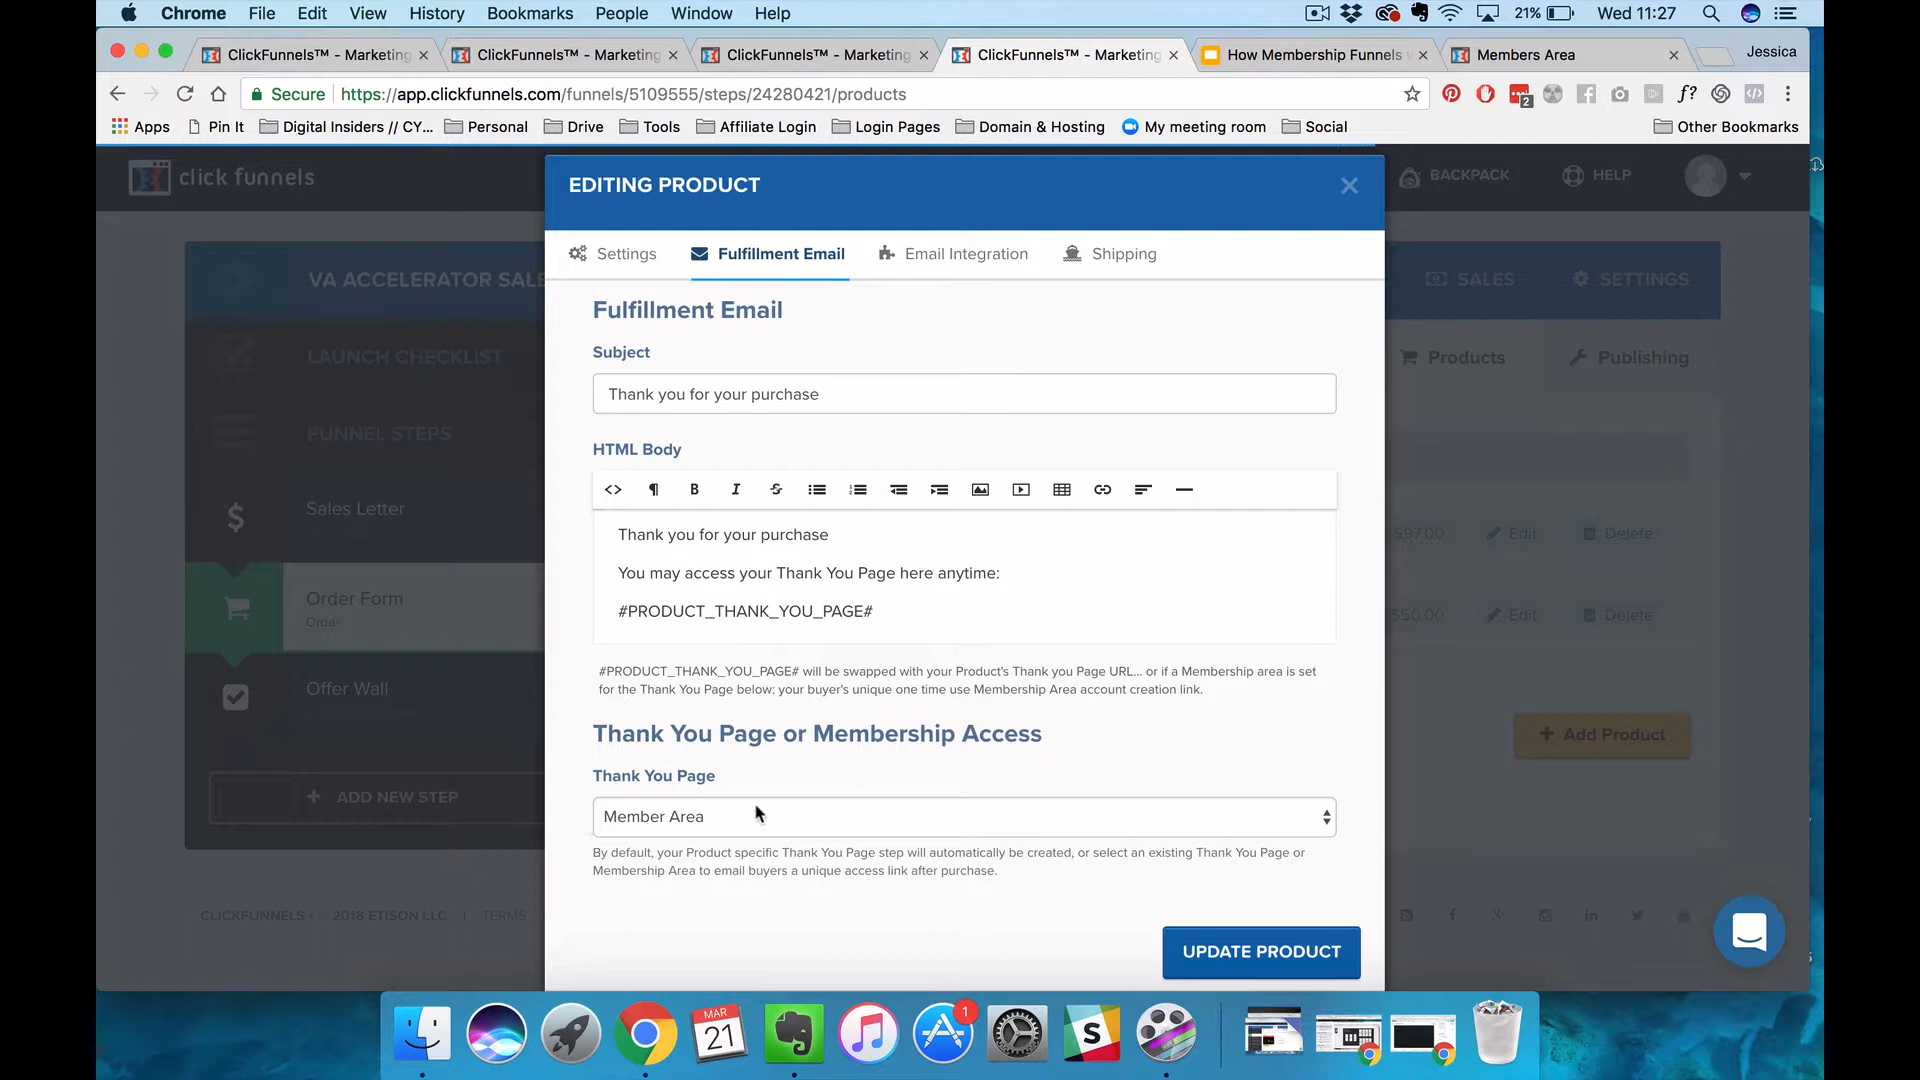 Chrome File Edit View History Bookmarks People Window Help 21% Wed 11:27
ClickFunnels™ - Marketing ClickFunnels™ - Marketing ClickFunnels™ - Marketing ClickFunnels™ - Marketing How Membership Funnels Members Area Jessica
Secure https://app.clickfunnels.com/funnels/5109555/steps/24280421/products
Apps Pin It Digital Insiders // CY... Personal Drive Tools Affiliate Login Login Pages Domain & Hosting My meeting room Social Other Bookmarks
click funnels BACKPACK HELP
EDITING PRODUCT
Settings Fulfillment Email Email Integration Shipping
VA ACCELERATOR SALE SALES SETTINGS
Fulfillment Email
Subject
LAUNCH CHECKLIST Products Publishing
Thank you for your purchase
FUNNEL STEPS
HTML Body
Sales Letter
Thank you for your purchase
$97.00 Edit Delete
You may access your Thank You Page here anytime:
Order Form
Order
#PRODUCT_THANK_YOU_PAGE#
$50.00 Edit Delete
#PRODUCT_THANK_YOU_PAGE# will be swapped with your Product's Thank you Page URL... or if a Membership area is set
for the Thank You Page below: your buyer's unique one time use Membership Area account creation link.
Offer Wall
Thank You Page or Membership Access
+ Add Product
Thank You Page
+ ADD NEW STEP
Member Area
By default, your Product specific Thank You Page step will automatically be created, or select an existing Thank You Page or
Membership Area to email buyers a unique access link after purchase.
CLICKFUNNELS - © 2018 ETISON LLC | TERMS
UPDATE PRODUCT
MAR
21
1
S